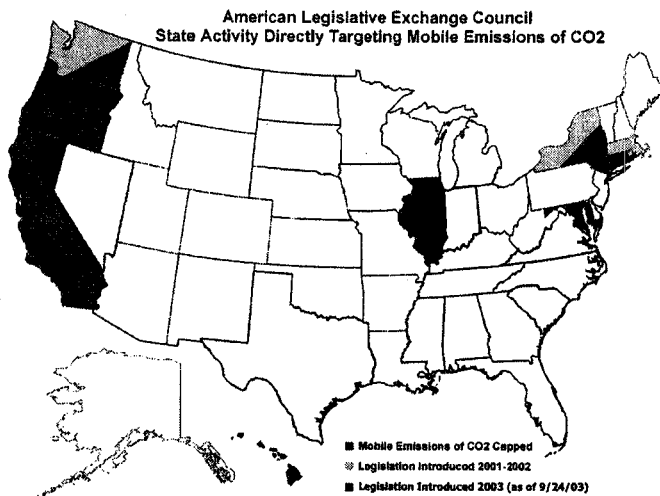 American Legislative Exchange Council
State Activity Directly Targeting Mobile Emissions of CO2
Mobile Emissions of CO2 Capped
Legislation Introduced 2001-2002
Legislation Introduced 2003 (as of 9/24/03)